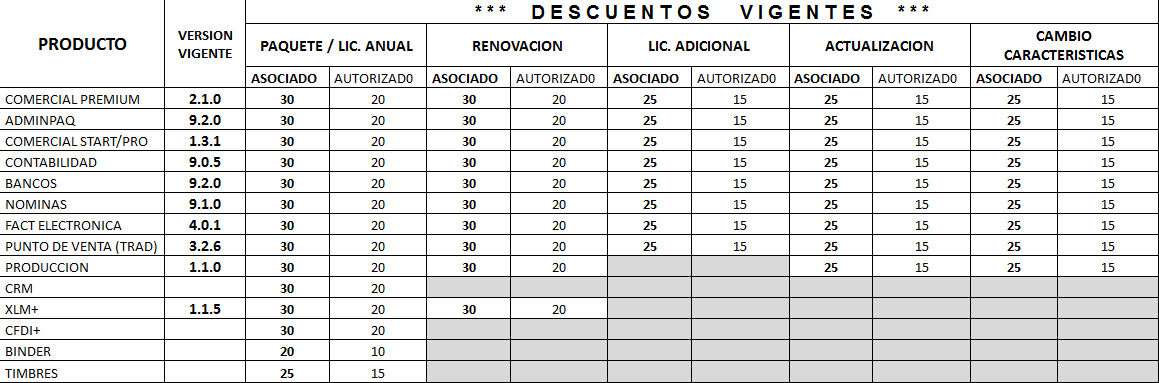 *** DESCUENTOS VIGENTES ***
PRODUCTO VERSION VIGENTE PAQUETE / LIC. ANUAL RENOVACION LIC. ADICIONAL ACTUALIZACION CAMBIO CARACTERISTICAS
ASOCIADO AUTORIZAD0 ASOCIADO AUTORIZAD0 ASOCIADO AUTORIZAD0 ASOCIADO AUTORIZAD0 ASOCIADO AUTORIZAD0
COMERCIAL PREMIUM 2.1.0 30 20 30 20 25 15 25 15 25 15
ADMINPAQ 9.2.0 30 20 30 20 25 15 25 15 25 15
COMERCIAL START/PRO 1.3.1 30 20 30 20 25 15 25 15 25 15
CONTABILIDAD 9.0.5 30 20 30 20 25 15 25 15 25 15
BANCOS 9.2.0 30 20 30 20 25 15 25 15 25 15
NOMINAS 9.1.0 30 20 30 20 25 15 25 15 25 15
FACT ELECTRONICA 4.0.1 30 20 30 20 25 15 25 15 25 15
PUNTO DE VENTA (TRAD) 3.2.6 30 20 30 20 25 15 25 15 25 15
PRODUCCION 1.1.0 30 20 30 20 25 15 25 15
CRM 30 20
XLM+ 1.1.5 30 20 30 20
CFDI+ 30 20
BINDER 20 10
TIMBRES 25 15